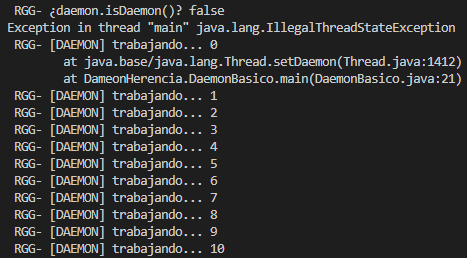 RGG- ¿daemon.isDaemon()? false
Exception in thread "main" java.lang.IllegalThreadStateException
RGG- [DAEMON] trabajando... 0
at java.base/java.lang.Thread.setDaemon(Thread.java:1412)
at DameonHerencia.DaemonBasico.main(DaemonBasico.java:21)
RGG- [DAEMON] trabajando... 1
RGG- [DAEMON] trabajando... 2
RGG- [DAEMON] trabajando... 3
RGG- [DAEMON] trabajando... 4
RGG- [DAEMON] trabajando... 5
RGG- [DAEMON] trabajando... 6
RGG- [DAEMON] trabajando... 7
RGG- [DAEMON] trabajando... 8
RGG- [DAEMON] trabajando... 9
RGG- [DAEMON] trabajando... 10